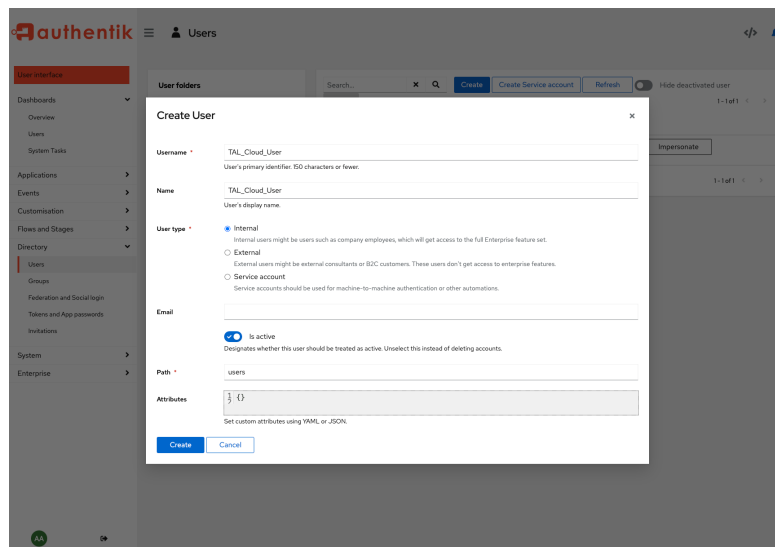 authentik
Users
</>
User interface
User folders
Search...
Create
Create Service account
Refresh
Hide deactivated user
Dashboards
1 - 1 of 1
Overview
Users
System Tasks
Impersonate
Applications
1 - 1 of 1
Events
Customisation
Flows and Stages
Directory
Users
Groups
Federation and Social login
Tokens and App passwords
Invitations
System
Enterprise
AA
Create User
Username *
TAL_Cloud_User
User's primary identifier. 150 characters or fewer.
Name
TAL_Cloud_User
User's display name.
User type *
Internal
Internal users might be users such as company employees, which will get access to the full Enterprise feature set.
External
External users might be external consultants or B2C customers. These users don't get access to enterprise features.
Service account
Service accounts should be used for machine-to-machine authentication or other automations.
Email
Is active
Designates whether this user should be treated as active. Unselect this instead of deleting accounts.
Path *
users
Attributes
1 {}
Set custom attributes using YAML or JSON.
Create
Cancel